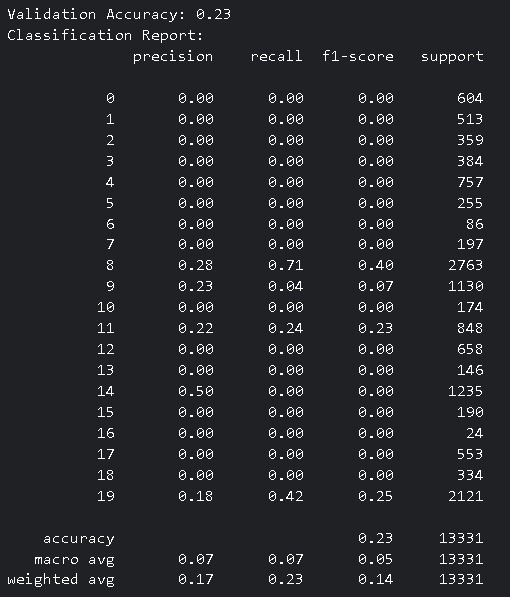 Validation Accuracy: 0.23
Classification Report:
precision recall f1-score support
0 0.00 0.00 0.00 604
1 0.00 0.00 0.00 513
2 0.00 0.00 0.00 359
3 0.00 0.00 0.00 384
4 0.00 0.00 0.00 757
5 0.00 0.00 0.00 255
6 0.00 0.00 0.00 86
7 0.00 0.00 0.00 197
8 0.28 0.71 0.40 2763
9 0.23 0.04 0.07 1130
10 0.00 0.00 0.00 174
11 0.22 0.24 0.23 848
12 0.00 0.00 0.00 658
13 0.00 0.00 0.00 146
14 0.50 0.00 0.00 1235
15 0.00 0.00 0.00 190
16 0.00 0.00 0.00 24
17 0.00 0.00 0.00 553
18 0.00 0.00 0.00 334
19 0.18 0.42 0.25 2121
accuracy 0.23 13331
macro avg 0.07 0.07 0.05 13331
weighted avg 0.17 0.23 0.14 13331